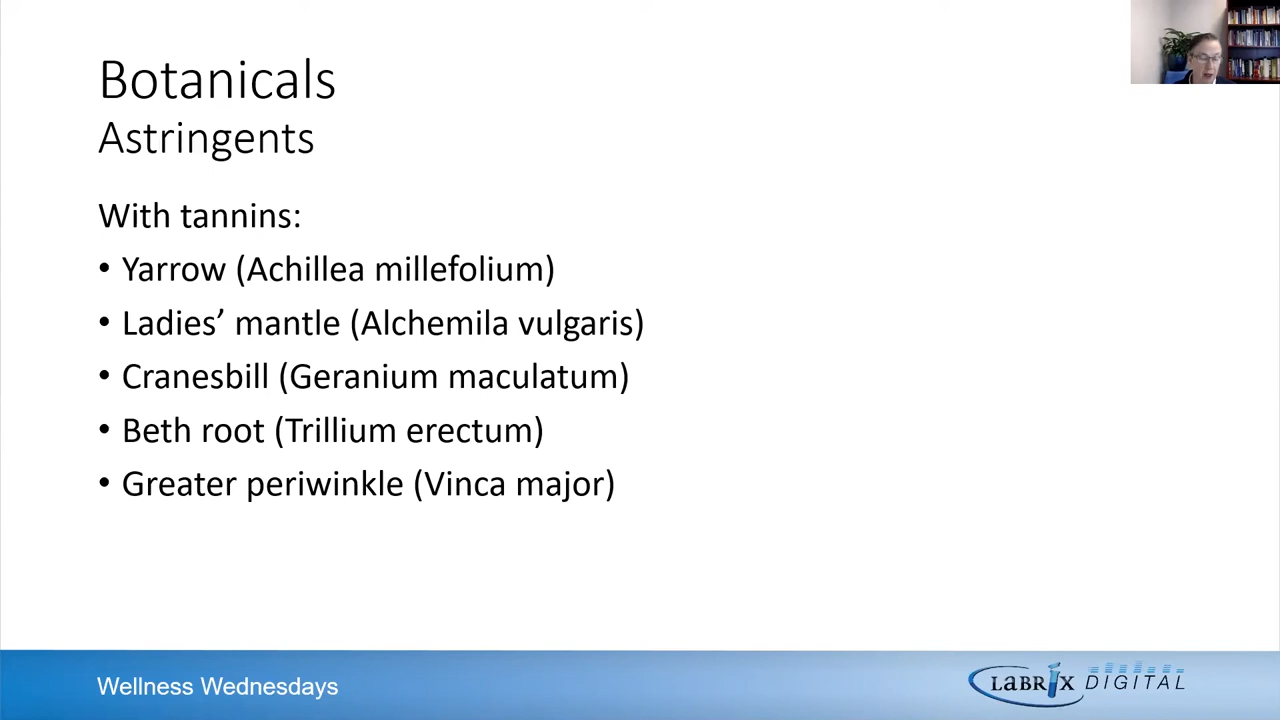 Botanicals
Astringents
With tannins:
• Yarrow (Achillea millefolium)
• Ladies’ mantle (Alchemila vulgaris)
• Cranesbill (Geranium maculatum)
• Beth root (Trillium erectum)
• Greater periwinkle (Vinca major)
Wellness Wednesdays
LABRIX DIGITAL